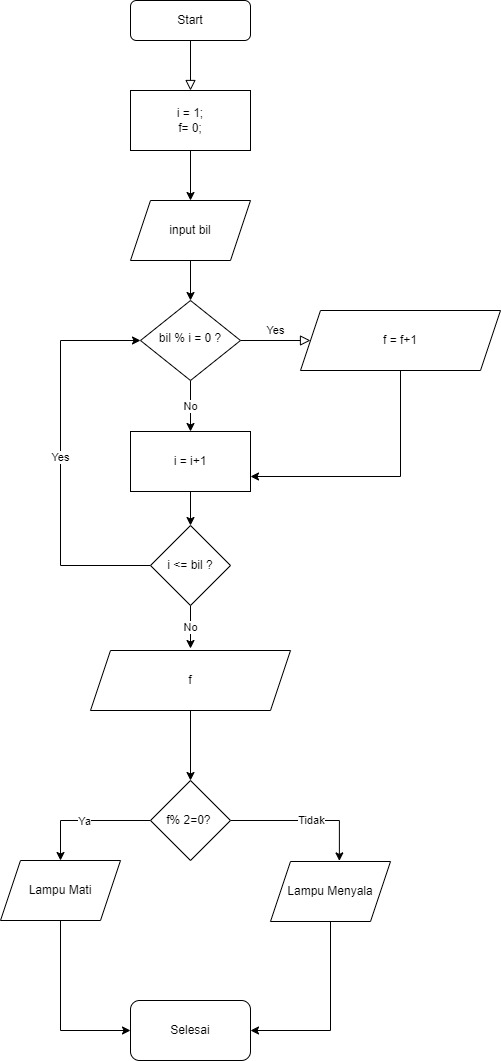 Start
i = 1;
f= 0;
input bil
bil % i = 0 ?
Yes
f = f+1
No
i = i+1
Yes
i <= bil ?
No
f
f% 2=0?
Ya
Tidak
Lampu Mati
Lampu Menyala
Selesai